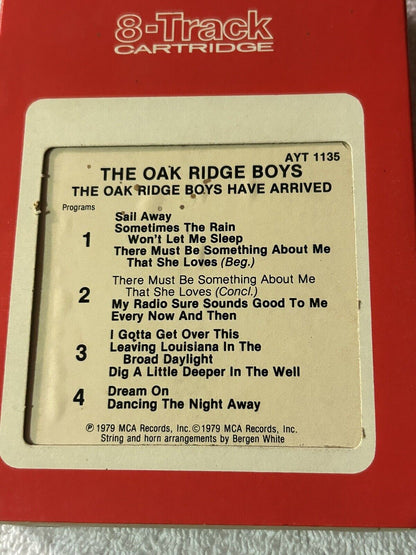 8-Track
CARTRIDGE
AYT 1135
THE OAK RIDGE BOYS
THE OAK RIDGE BOYS HAVE ARRIVED
Programs
1
Sail Away
Sometimes The Rain
Won't Let Me Sleep
There Must Be Something About Me
That She Loves (Beg.)
2
There Must Be Something About Me
That She Loves (Concl.)
My Radio Sure Sounds Good To Me
Every Now And Then
3
I Gotta Get Over This
Leaving Louisiana In The
Broad Daylight
Dig A Little Deeper In The Well
4
Dream On
Dancing The Night Away
℗ 1979 MCA Records, Inc. © 1979 MCA Records, Inc.
String and horn arrangements by Bergen White